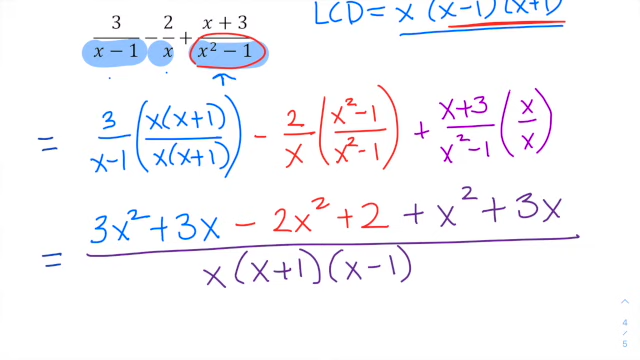 3/(x − 1) − 2/x + (x + 3)/(x² − 1)
LCD = x (x−1) (x+1)
= 3/(x−1) (x(x+1)/x(x+1)) − 2/x (x²−1/x²−1) + (x+3)/(x²−1) (x/x)
= (3x² + 3x − 2x² + 2 + x² + 3x)/(x(x+1)(x−1))
4
/
5